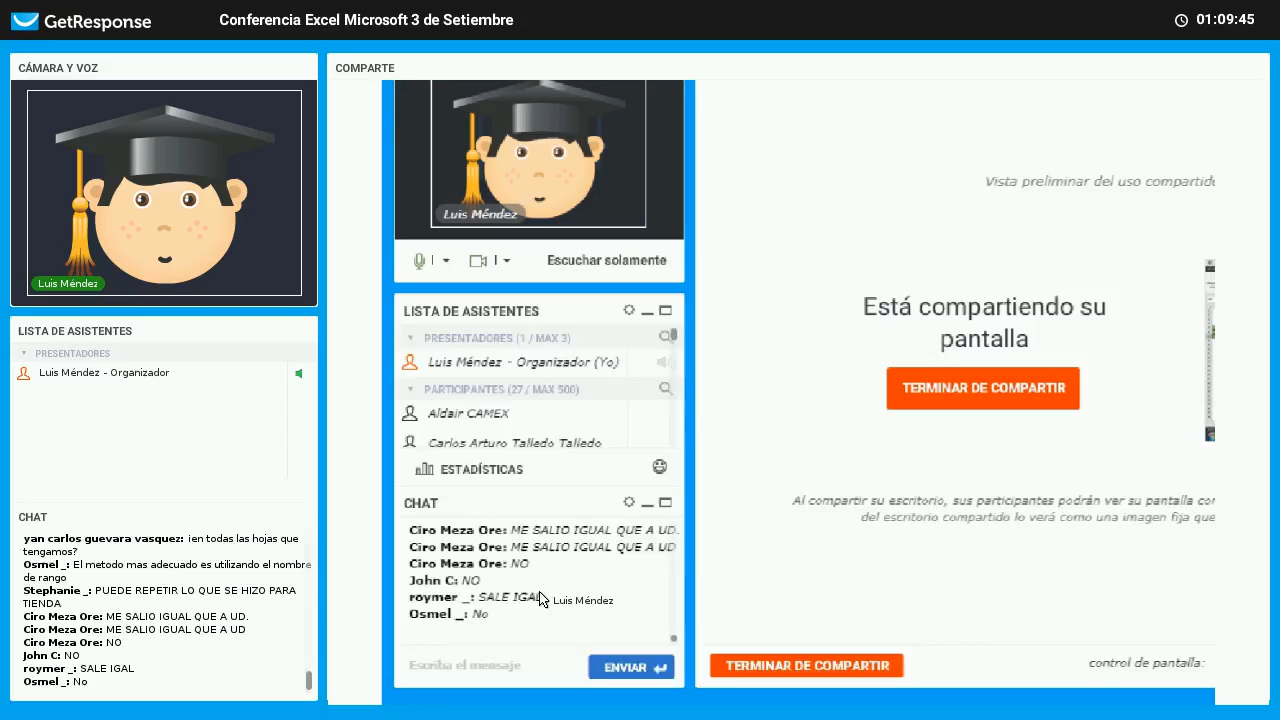 GetResponse
Conferencia Excel Microsoft 3 de Setiembre
01:09:45
CÁMARA Y VOZ
Luis Méndez
LISTA DE ASISTENTES
PRESENTADORES
Luis Méndez - Organizador
CHAT
yan carlos guevara vasquez: ien todas las hojas que
tengamos?
Osmel _: El metodo mas adecuado es utilizando el nombre
de rango
Stephanie _: PUEDE REPETIR LO QUE SE HIZO PARA
TIENDA
Ciro Meza Ore: ME SALIO IGUAL QUE A UD.
Ciro Meza Ore: ME SALIO IGUAL QUE A UD
Ciro Meza Ore: NO
John C: NO
roymer _: SALE IGAL
Osmel _: No
COMPARTE
Luis Méndez
Escuchar solamente
LISTA DE ASISTENTES
PRESENTADORES (1 / MAX 3)
Luis Méndez - Organizador (Yo)
PARTICIPANTES (27 / MAX 500)
Aldair CAMEX
Carlos Arturo Talledo Talledo
ESTADÍSTICAS
CHAT
Ciro Meza Ore: ME SALIO IGUAL QUE A UD.
Ciro Meza Ore: ME SALIO IGUAL QUE A UD
Ciro Meza Ore: NO
John C: NO
roymer _: SALE IGAL
Luis Méndez
Osmel _: No
Escriba el mensaje
ENVIAR
Vista preliminar del uso compartid
Está compartiendo su
pantalla
TERMINAR DE COMPARTIR
Al compartir su escritorio, sus participantes podrán ver su pantalla cor
del escritorio compartido lo verá como una imagen fija que
TERMINAR DE COMPARTIR
control de pantalla: